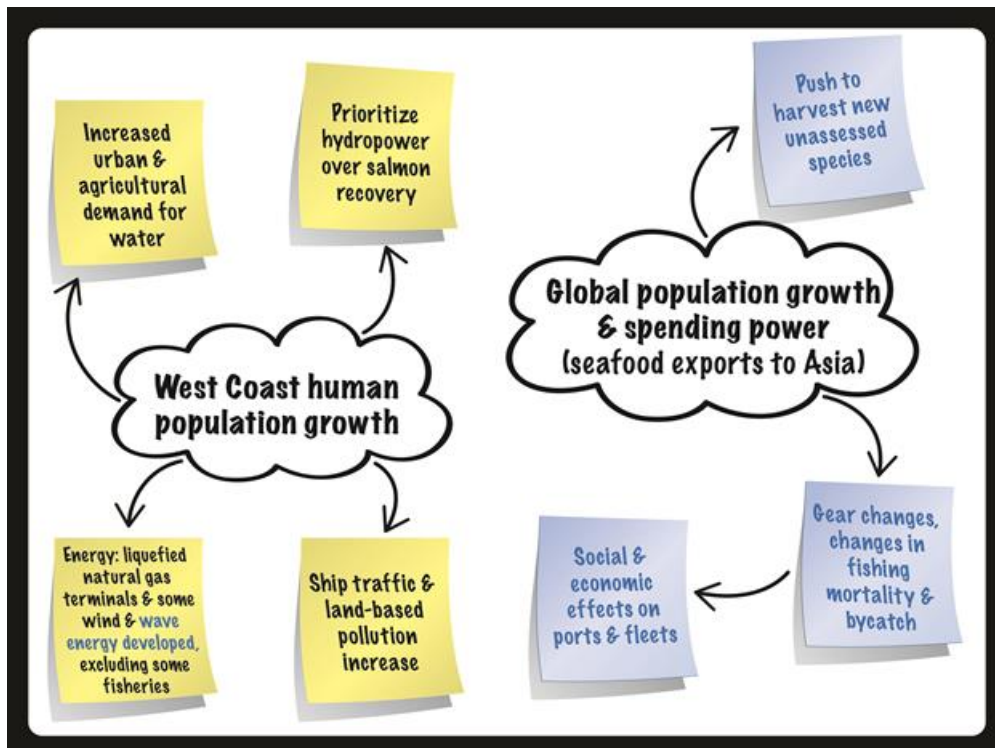 Increased
urban &
agricultural
demand for
water
Prioritize
hydropower
over salmon
recovery
Push to
harvest new
unassessed
species
West Coast human
population growth
Global population growth
& spending power
(seafood exports to Asia)
Energy: liquefied
natural gas
terminals & some
wind & wave
energy developed,
excluding some
fisheries
Ship traffic &
land-based
pollution
increase
Social &
economic
effects on
ports & fleets
Gear changes,
changes in
fishing
mortality &
bycatch